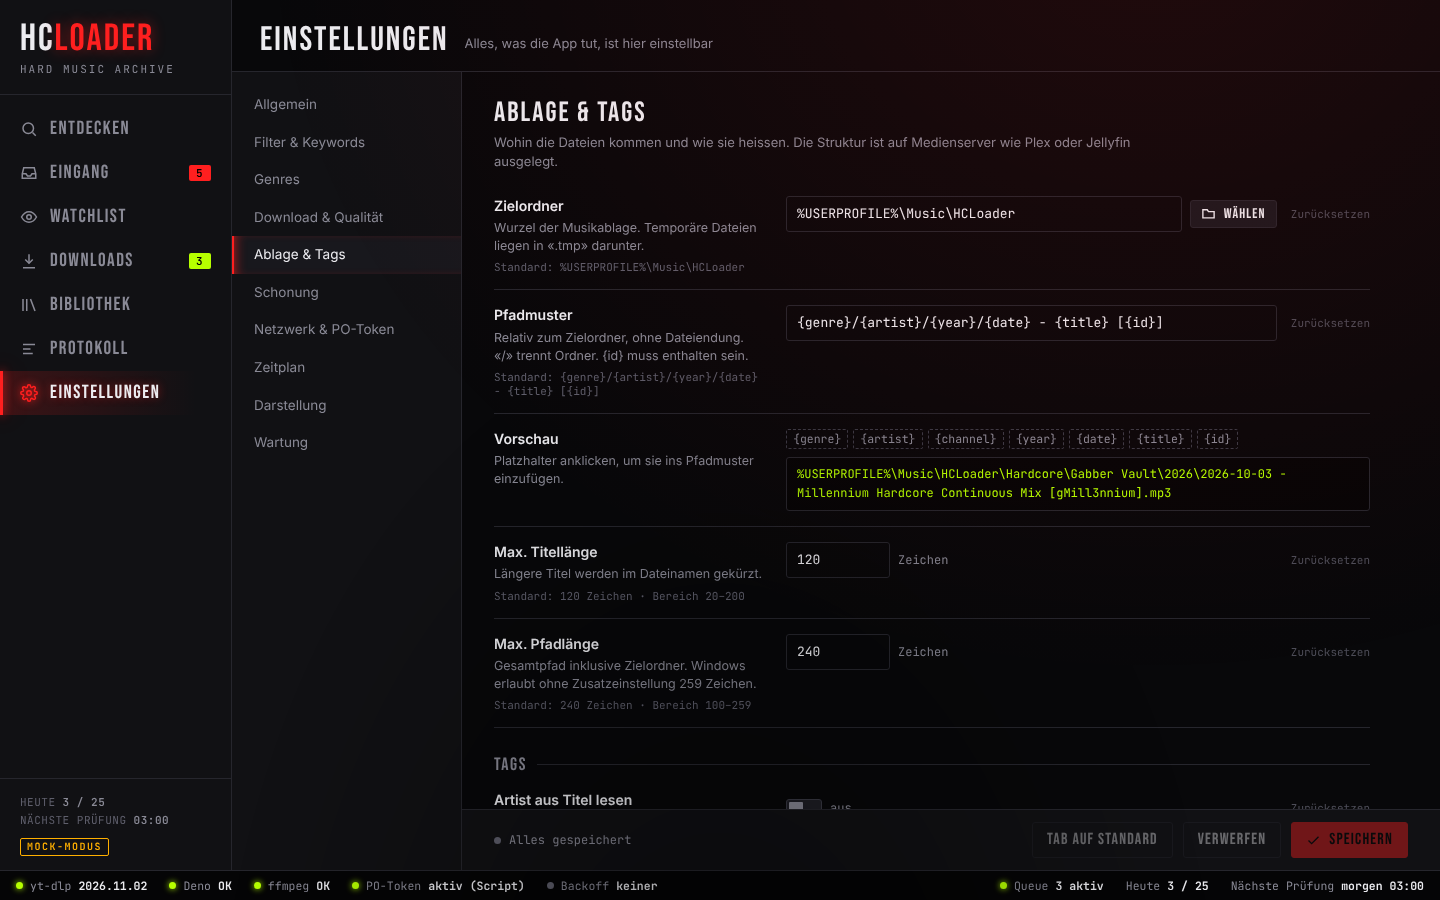 HCLOADER
HARD MUSIC ARCHIVE
ENTDECKEN
EINGANG 5
WATCHLIST
DOWNLOADS 3
BIBLIOTHEK
PROTOKOLL
EINSTELLUNGEN
HEUTE 3 / 25
NÄCHSTE PRÜFUNG 03:00
MOCK-MODUS
EINSTELLUNGEN Alles, was die App tut, ist hier einstellbar
Allgemein
Filter & Keywords
Genres
Download & Qualität
Ablage & Tags
Schonung
Netzwerk & PO-Token
Zeitplan
Darstellung
Wartung
ABLAGE & TAGS
Wohin die Dateien kommen und wie sie heissen. Die Struktur ist auf Medienserver wie Plex oder Jellyfin
ausgelegt.
Zielordner
Wurzel der Musikablage. Temporäre Dateien
liegen in «.tmp» darunter.
Standard: %USERPROFILE%\Music\HCLoader
%USERPROFILE%\Music\HCLoader WÄHLEN Zurücksetzen
Pfadmuster
Relativ zum Zielordner, ohne Dateiendung.
«/» trennt Ordner. {id} muss enthalten sein.
Standard: {genre}/{artist}/{year}/{date}
- {title} [{id}]
{genre}/{artist}/{year}/{date} - {title} [{id}] Zurücksetzen
Vorschau
Platzhalter anklicken, um sie ins Pfadmuster
einzufügen.
{genre} {artist} {channel} {year} {date} {title} {id}
%USERPROFILE%\Music\HCLoader\Hardcore\Gabber Vault\2026\2026-10-03 -
Millennium Hardcore Continuous Mix [gMill3nnium].mp3
Max. Titellänge
Längere Titel werden im Dateinamen gekürzt.
Standard: 120 Zeichen · Bereich 20–200
120 Zeichen Zurücksetzen
Max. Pfadlänge
Gesamtpfad inklusive Zielordner. Windows
erlaubt ohne Zusatzeinstellung 259 Zeichen.
Standard: 240 Zeichen · Bereich 100–259
240 Zeichen Zurücksetzen
TAGS
Artist aus Titel lesen aus Zurücksetzen
Alles gespeichert TAB AUF STANDARD VERWERFEN SPEICHERN
yt-dlp 2026.11.02 Deno OK ffmpeg OK PO-Token aktiv (Script) Backoff keiner Queue 3 aktiv Heute 3 / 25 Nächste Prüfung morgen 03:00